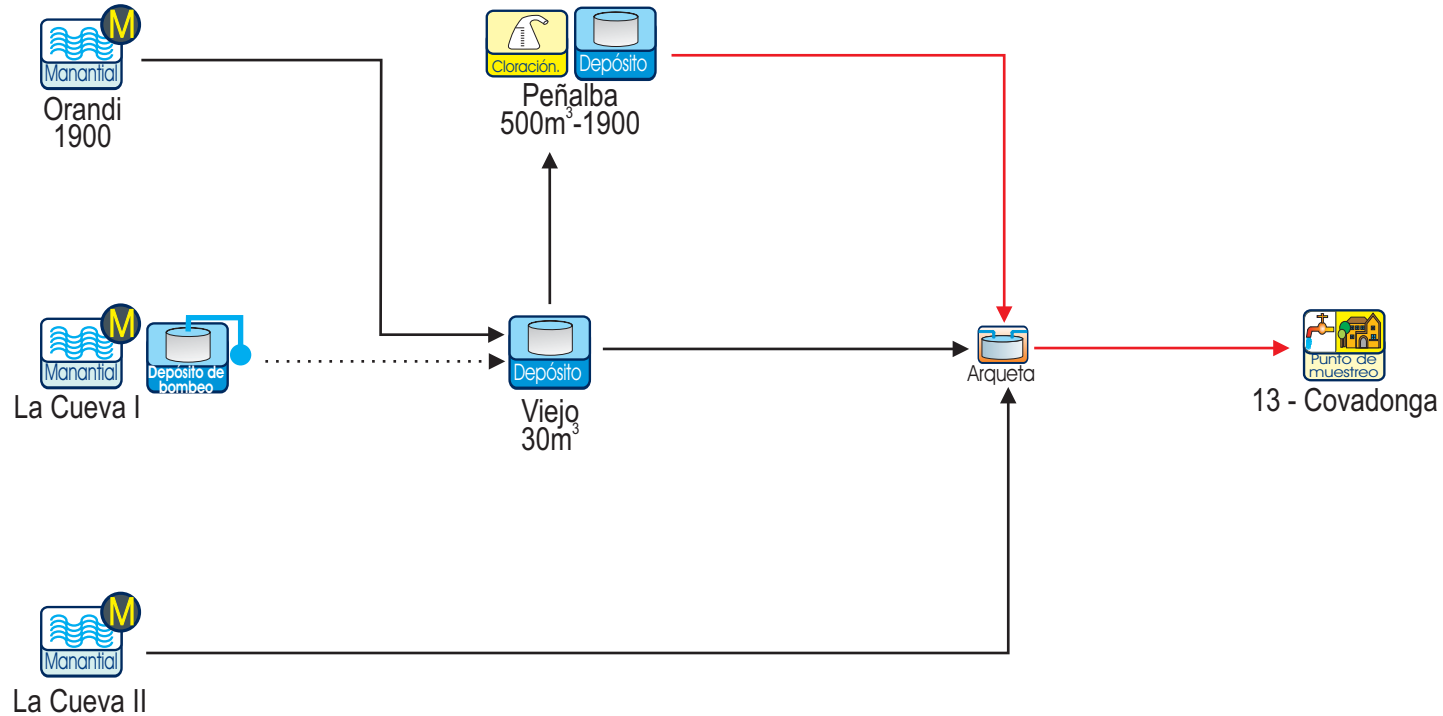 M
Manantial
Orandi
1900
Cloración.
Depósito
Peñalba
500m³-1900
M
Manantial
La Cueva I
Depósito de
bombeo
Depósito
Viejo
30m³
Arqueta
Punto de
muestreo
13 - Covadonga
M
Manantial
La Cueva II